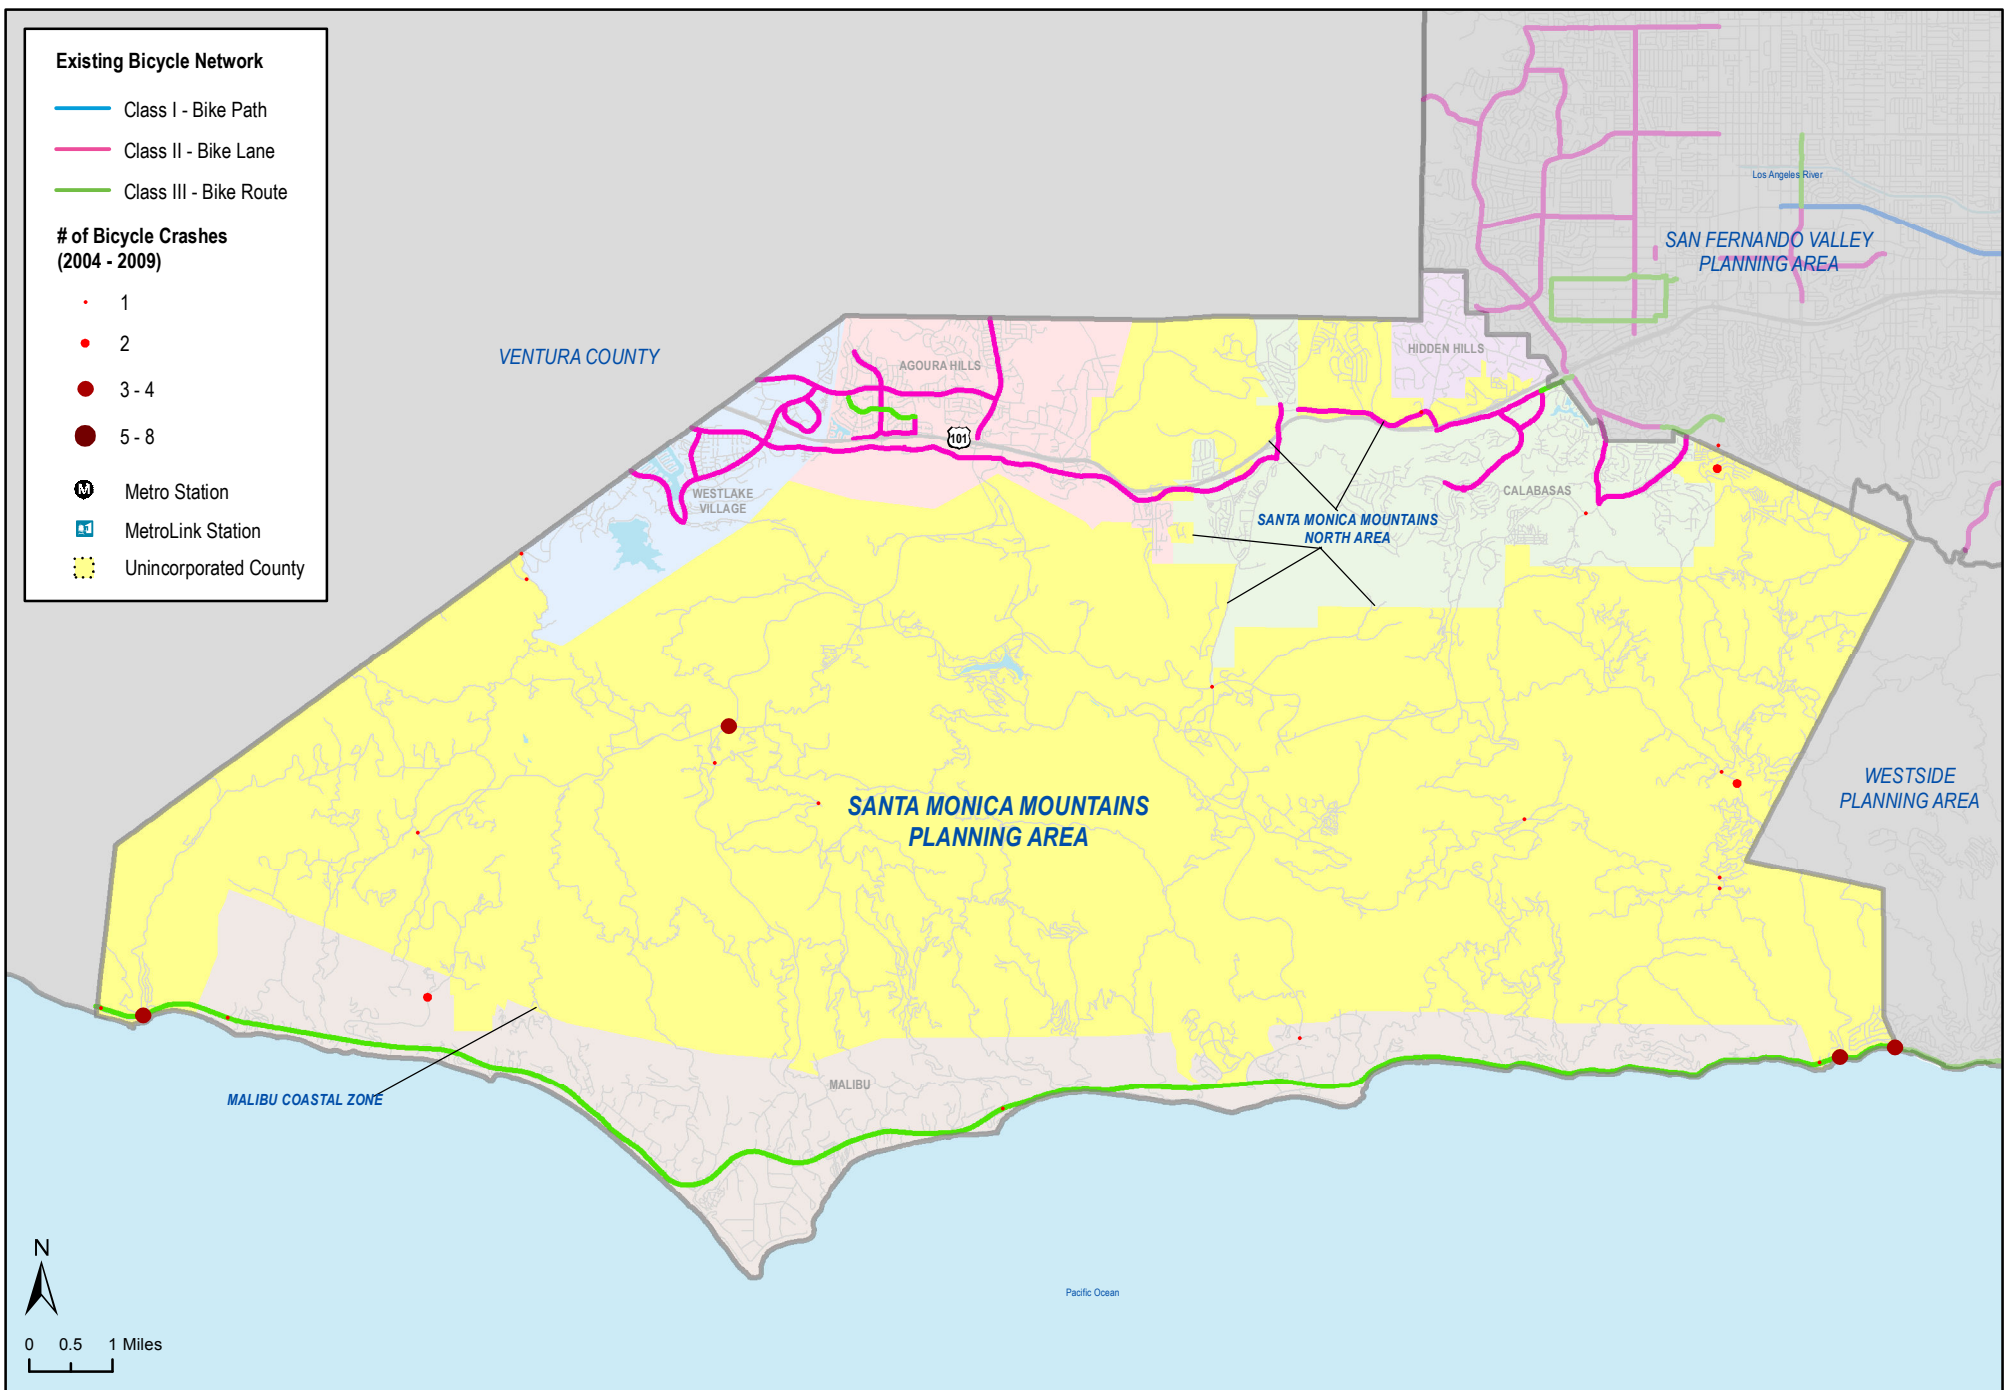 Existing Bicycle Network
Class I - Bike Path
Class II - Bike Lane
Class III - Bike Route
# of Bicycle Crashes
(2004 - 2009)
1
2
3 - 4
5 - 8
M
Metro Station
MetroLink Station
Unincorporated County
Los Angeles River
SAN FERNANDO VALLEY
PLANNING AREA
VENTURA COUNTY
AGOURA HILLS
HIDDEN HILLS
101
WESTLAKE
VILLAGE
CALABASAS
SANTA MONICA MOUNTAINS
NORTH AREA
WESTSIDE
PLANNING AREA
SANTA MONICA MOUNTAINS
PLANNING AREA
MALIBU
MALIBU COASTAL ZONE
Pacific Ocean
N
0 0.5 1 Miles